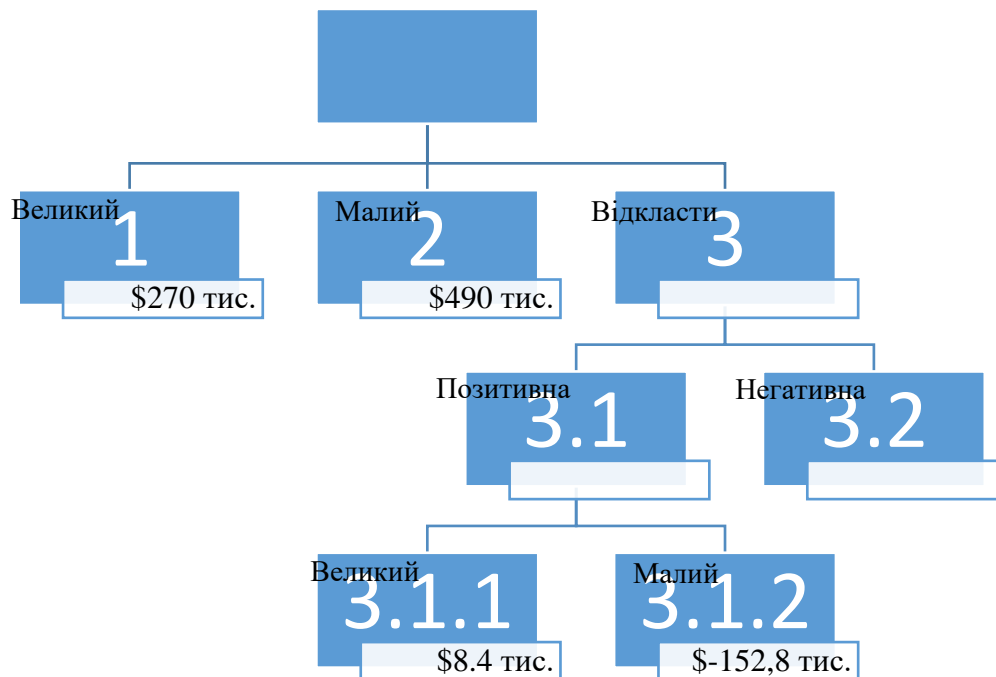 Великий
1
$270 тис.
Малий
2
$490 тис.
Відкласти
3
Позитивна
3.1
Негативна
3.2
Великий
3.1.1
$8.4 тис.
Малий
3.1.2
$-152,8 тис.